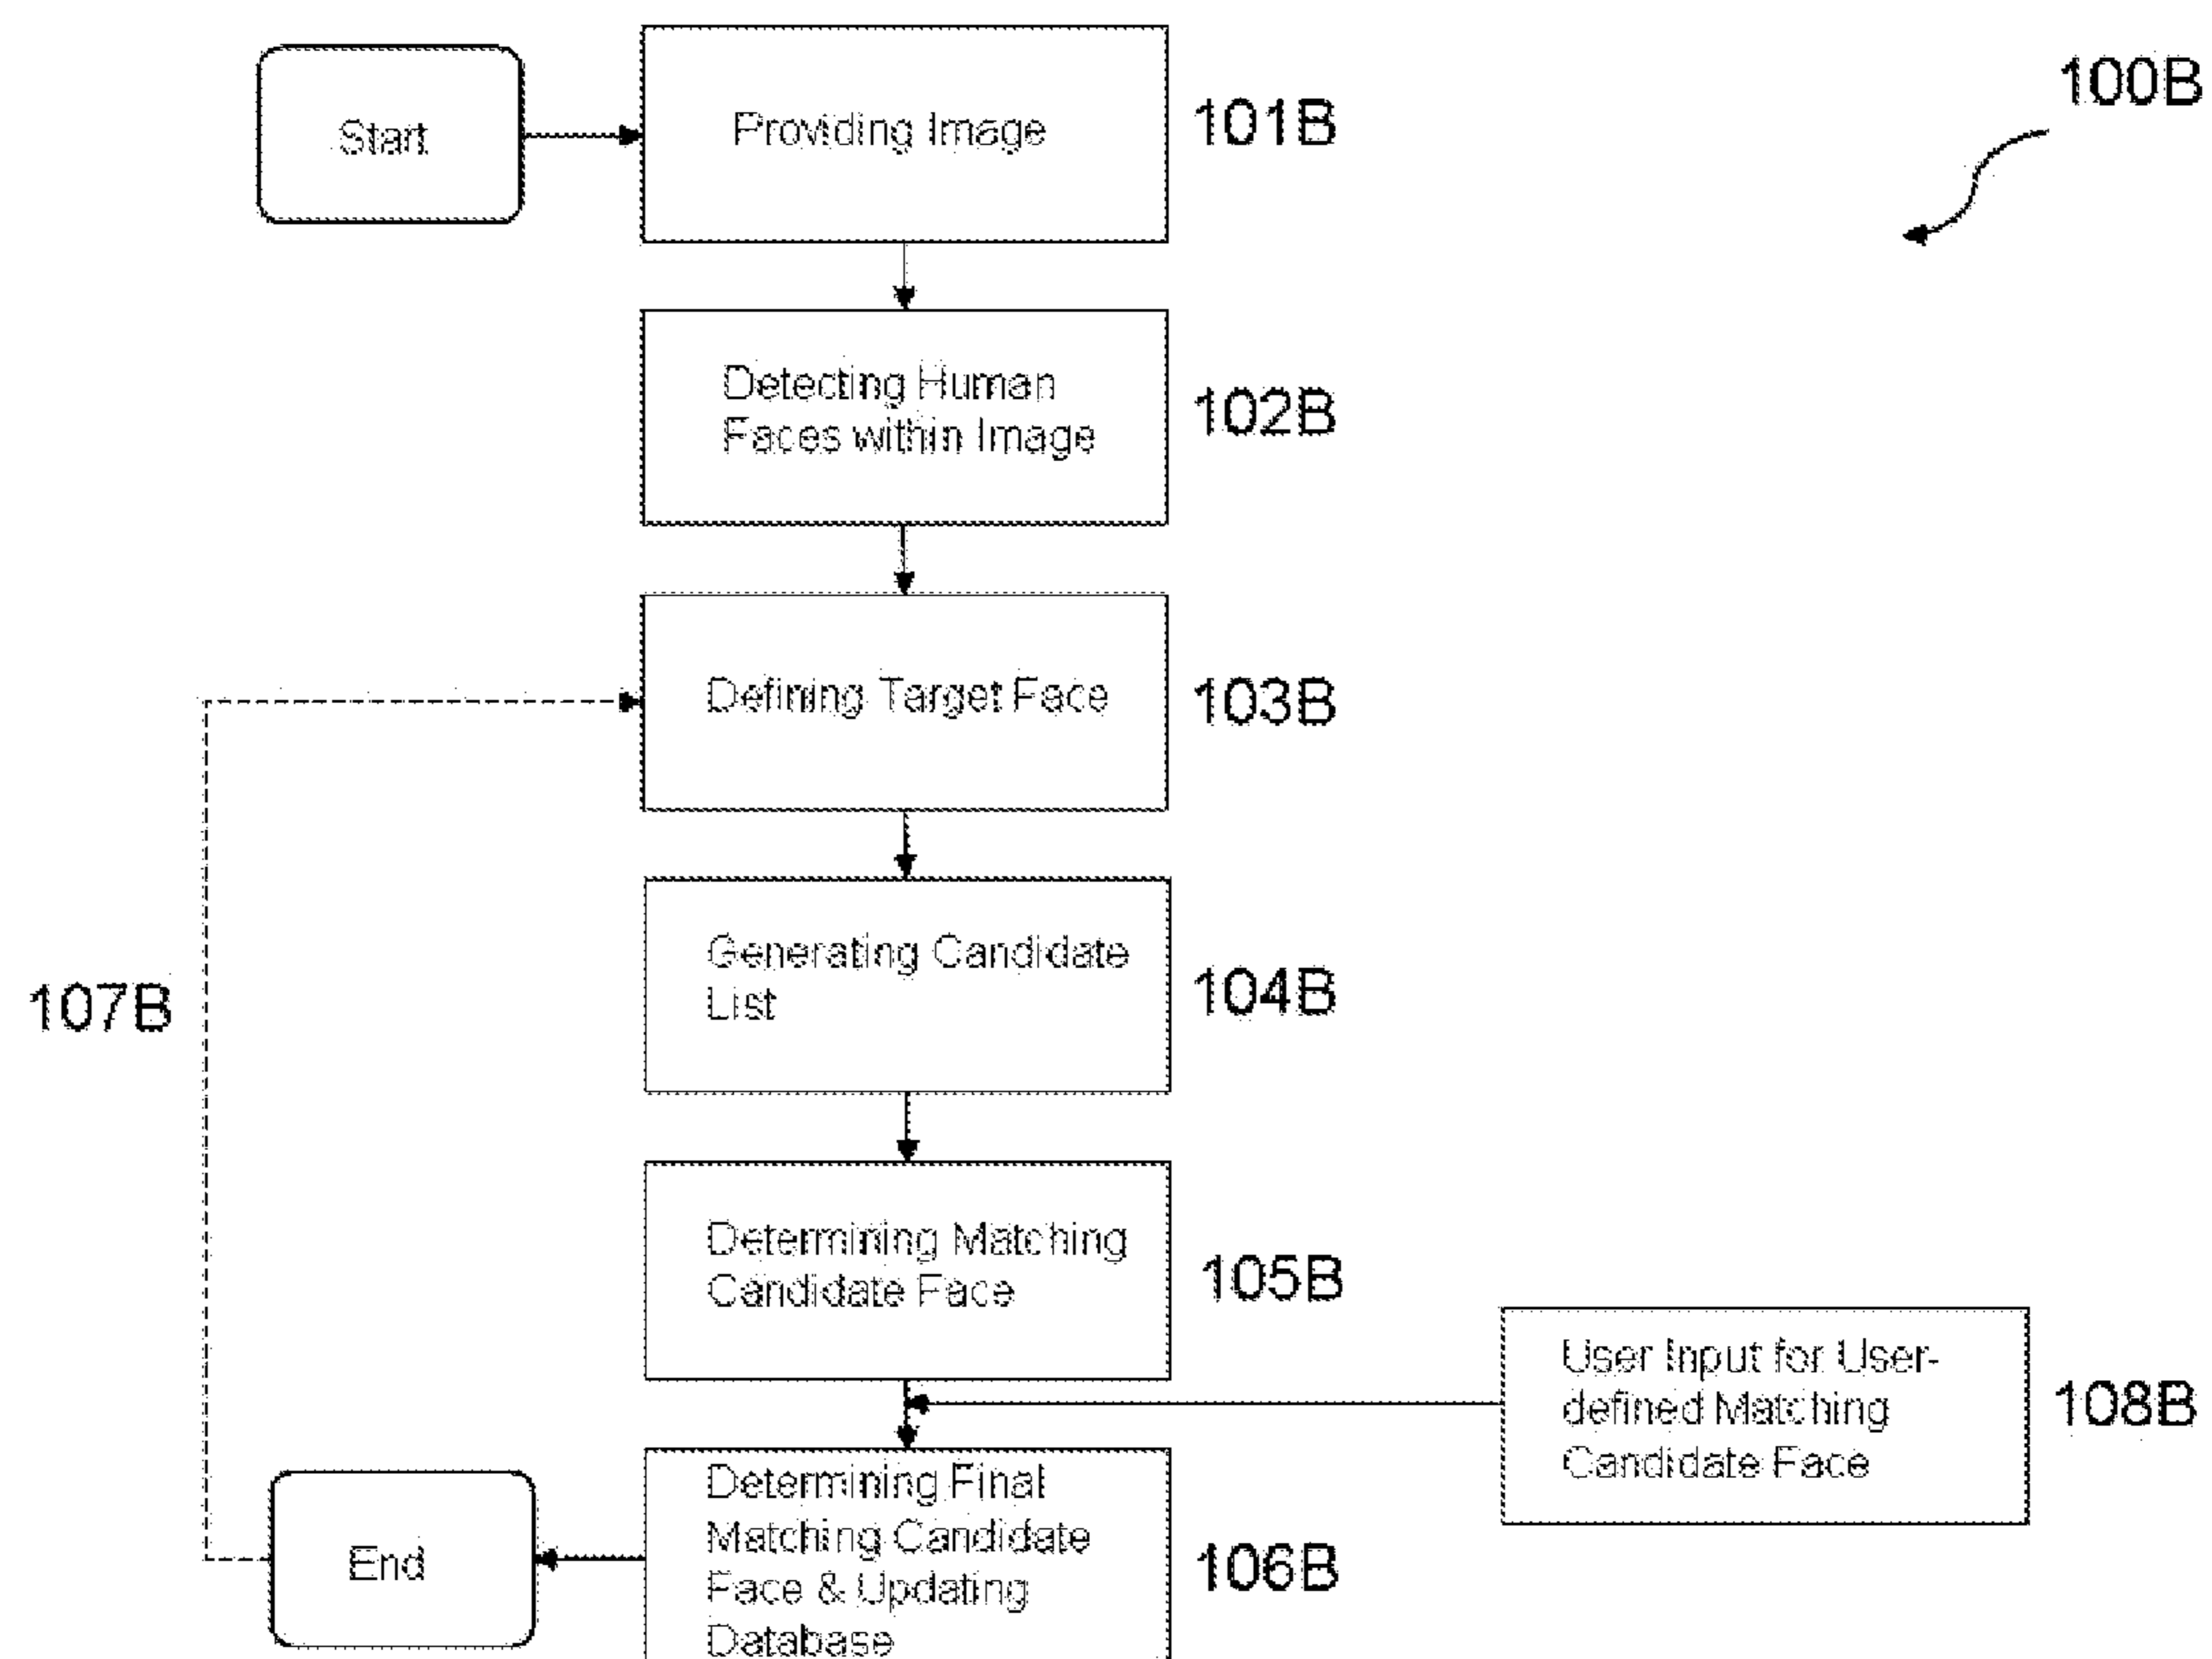 Start
Providing Image
101B
100B
Detecting Human
Faces within Image
102B
Defining Target Face
103B
Generating Candidate
List
104B
107B
Determining Matching
Candidate Face
105B
User Input for User-
defined Matching
Candidate Face
108B
Determining Final
Matching Candidate
Face & Updating
Database
106B
End